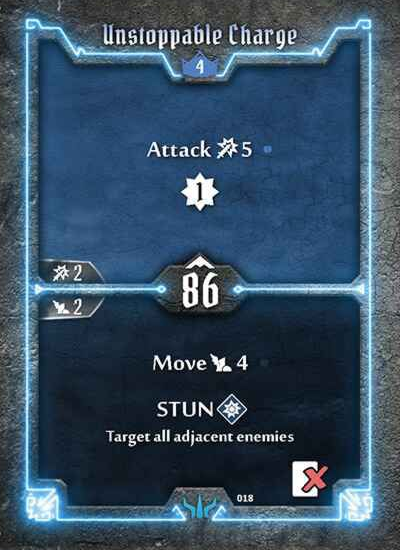 Unstoppable Charge
4
Attack 5
1
2
86
2
Move 4
STUN
Target all adjacent enemies
018